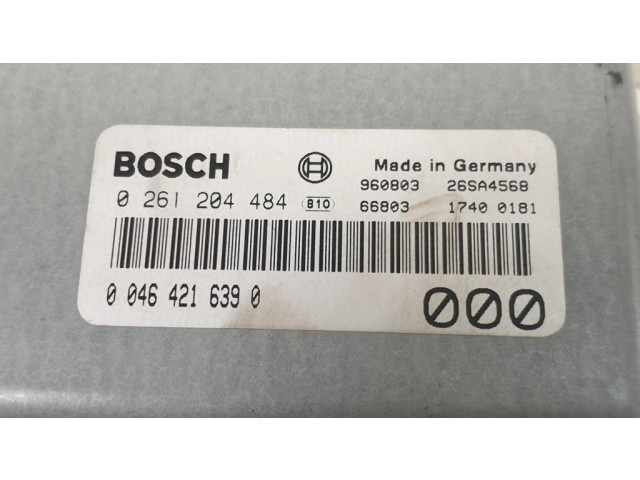 BOSCH Made in Germany
960803 26SA4568
0 261 204 484 810 66803 1740 0181
0 046 421 639 0 000